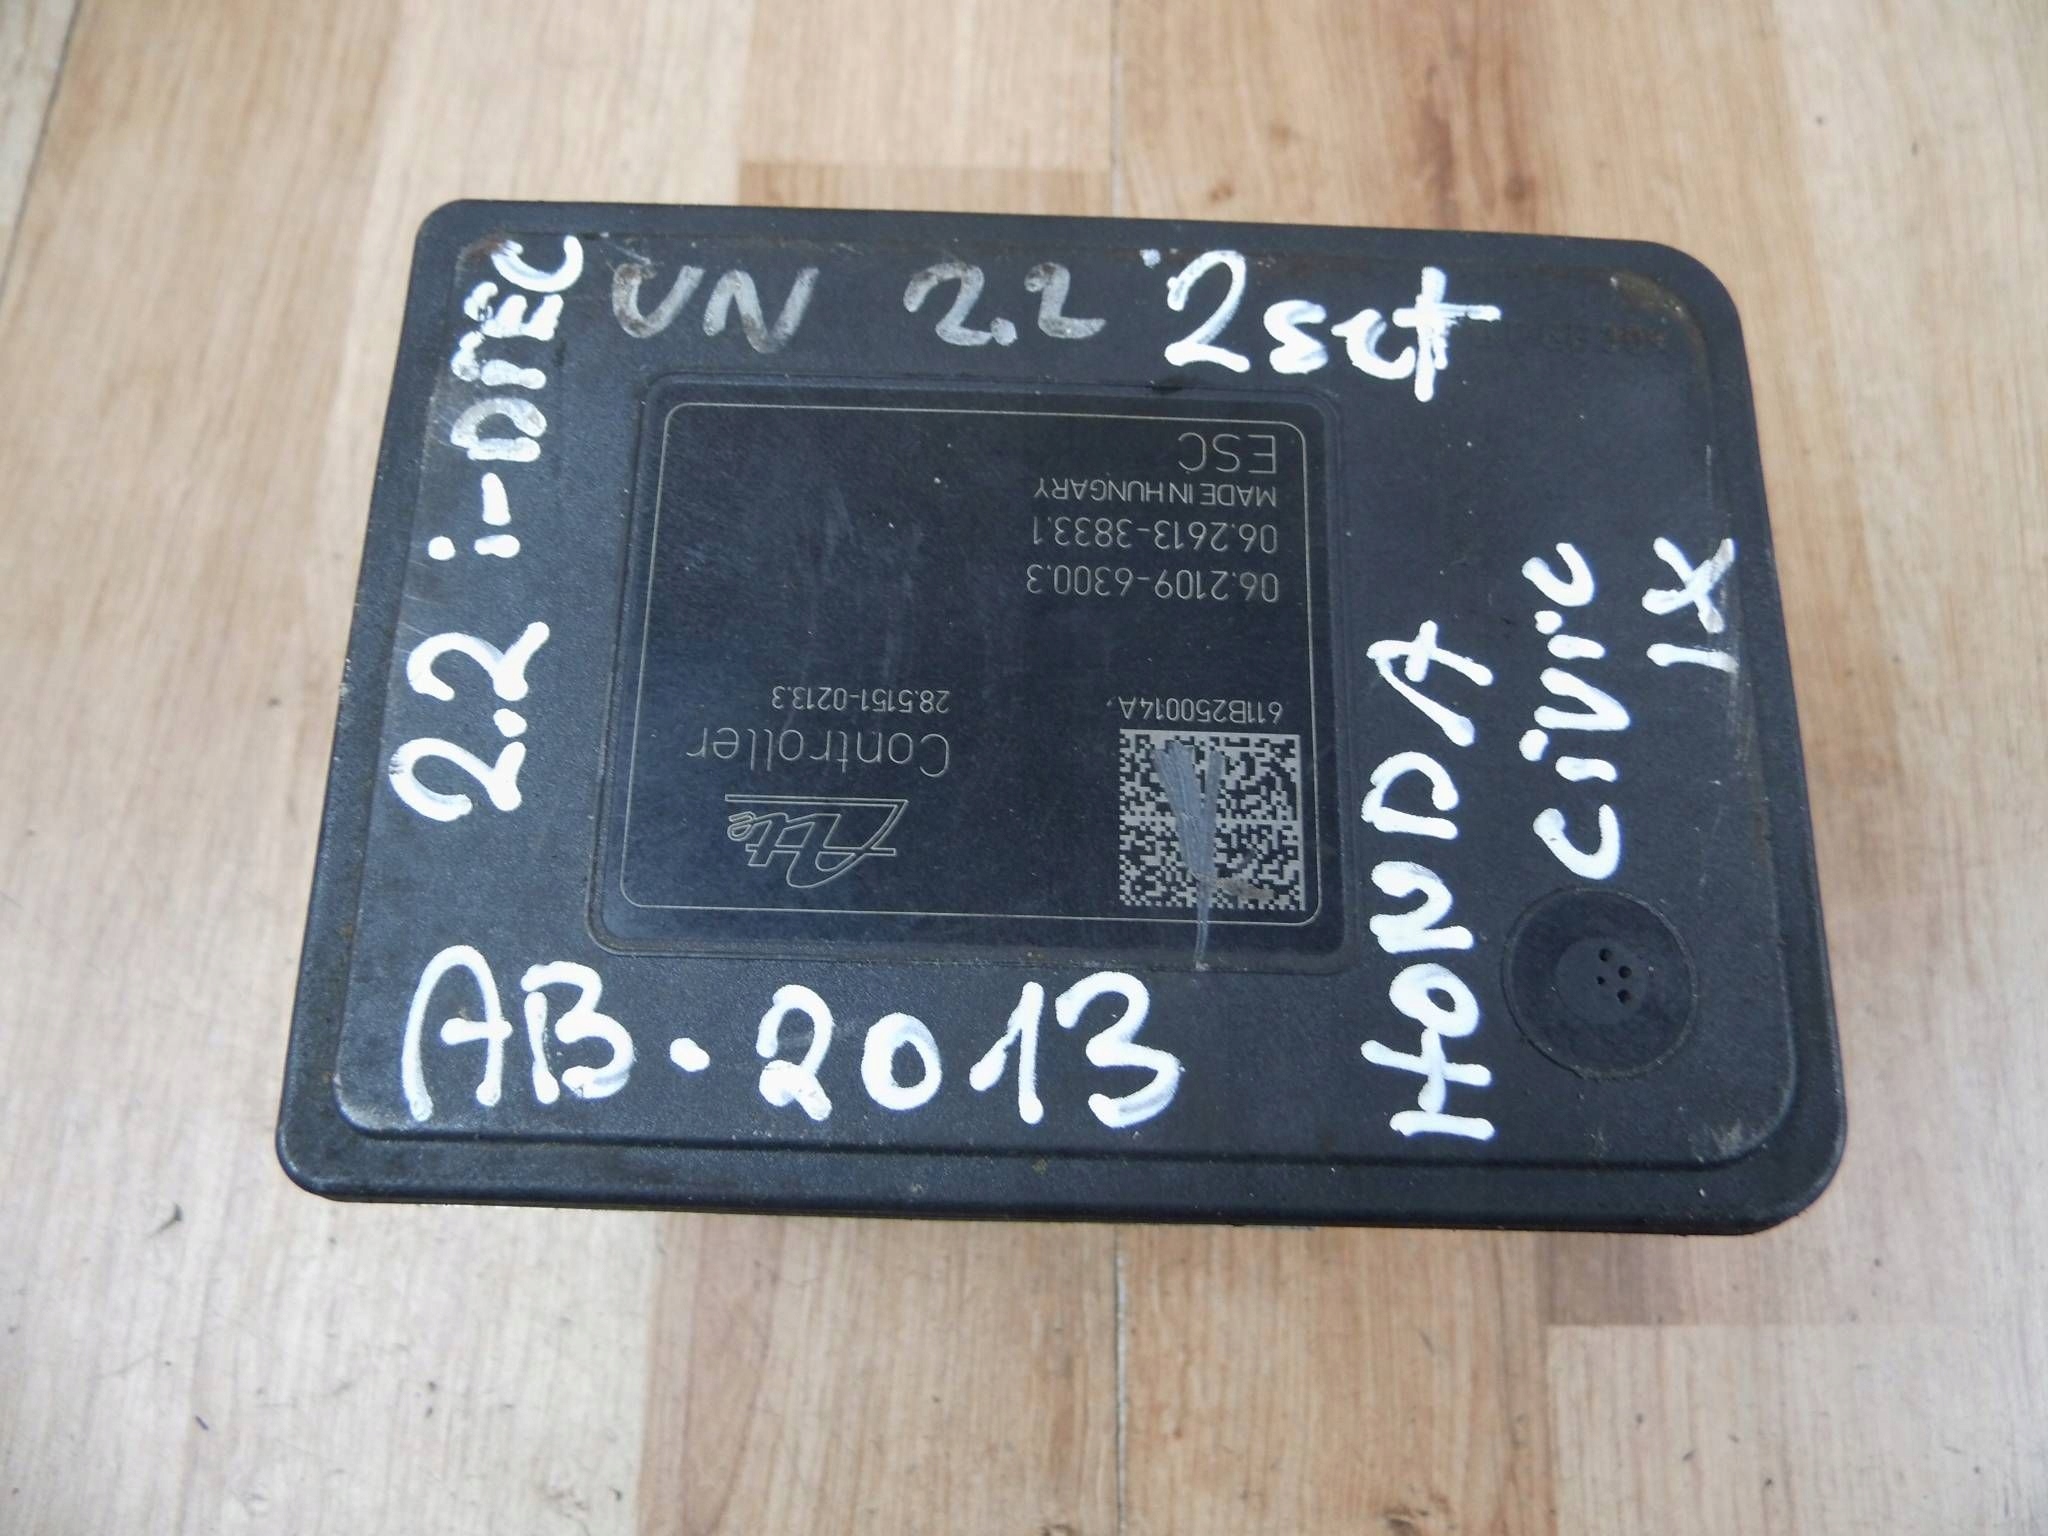 UN 2.2 2sct
2.2 i-DTEC
HONDA
CIVIC
IX
AB. 2013
Ate
Controller
28.5151-0213.3
611B250014A
06.2109-6300.3
06.2613-3833.1
MADE IN HUNGARY
ESC